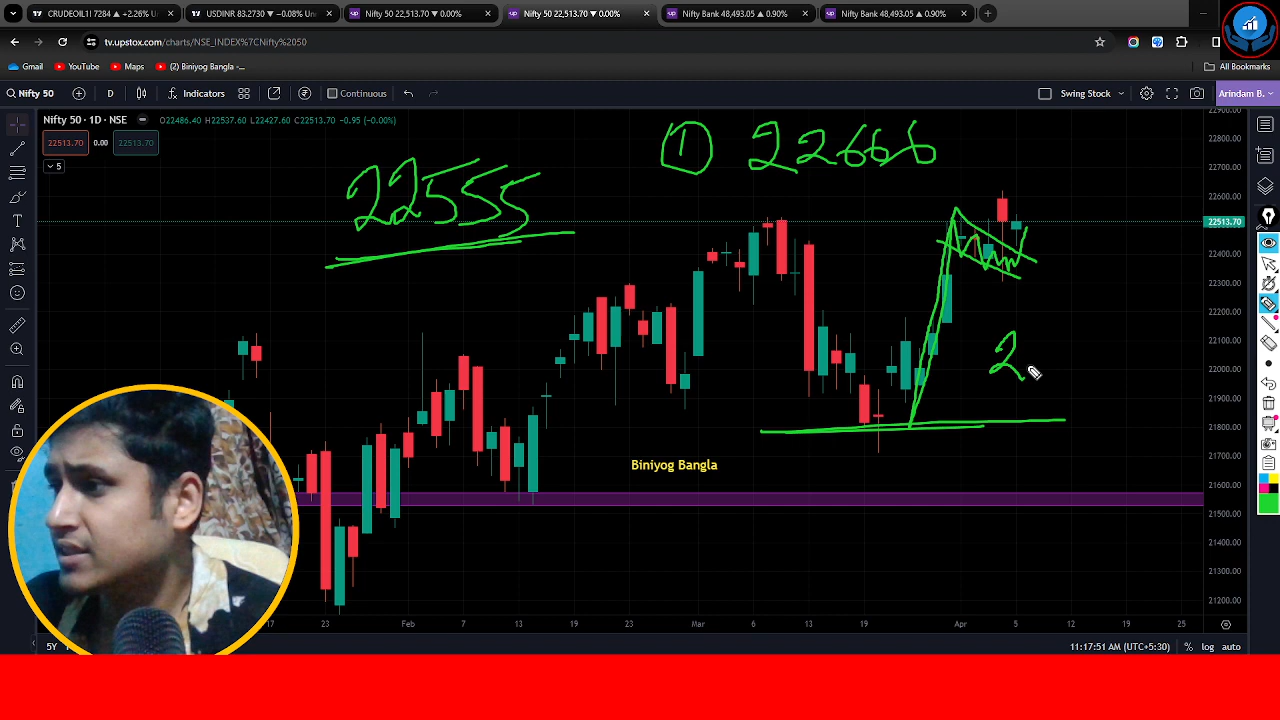 CRUDEOIL1! 7284 ▲ +2.26% Un
USDINR 83.2730 ▼ −0.08% Un
Nifty 50 22,513.70 ▼ 0.00%
Nifty 50 22,513.70 ▼ 0.00%
Nifty Bank 48,493.05 ▲ 0.90%
Nifty Bank 48,493.05 ▲ 0.90%
tv.upstox.com/charts/NSE_INDEX%7CNifty%2050
Gmail YouTube Maps (2) Biniyog Bangla -... All Bookmarks
Nifty 50 D Indicators Continuous Swing Stock Arindam B.
Nifty 50 · 1D · NSE O22486.40 H22537.60 L22427.60 C22513.70 −0.95 (−0.00%)
22513.70 0.00 22513.70
5
① 22666
22555
2
22900.00
22800.00
22700.00
22600.00
22513.70
22400.00
22300.00
22200.00
22100.00
22000.00
21900.00
21800.00
21700.00
21600.00
21500.00
21400.00
21300.00
21200.00
Biniyog Bangla
17 23 Feb 7 13 19 23 Mar 6 13 19 Apr 5 12 19 25
5Y 11:17:51 AM (UTC+5:30) % log auto